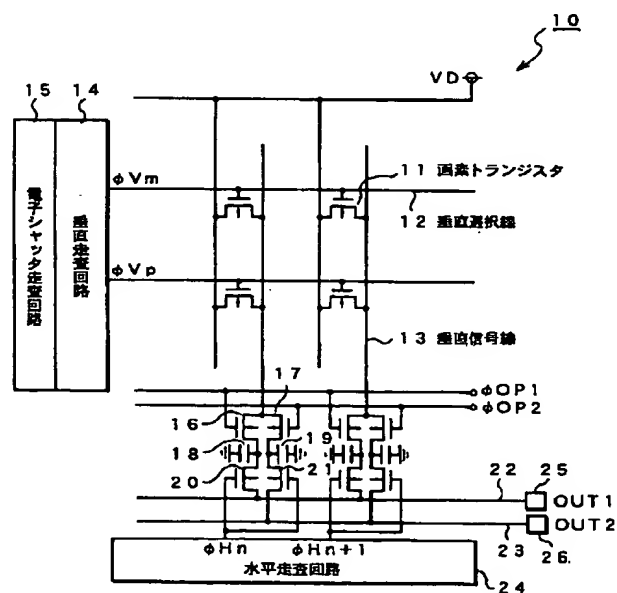 10
15 14
VD
電子シャッタ走査回路
垂直走査回路
φVm
11 画素トランジスタ
12 垂直選択線
φVp
13 垂直信号線
17
φOP1
φOP2
16
18 19
20 21
22 25
OUT1
OUT2
23 26.
φHn φHn+1
水平走査回路
24